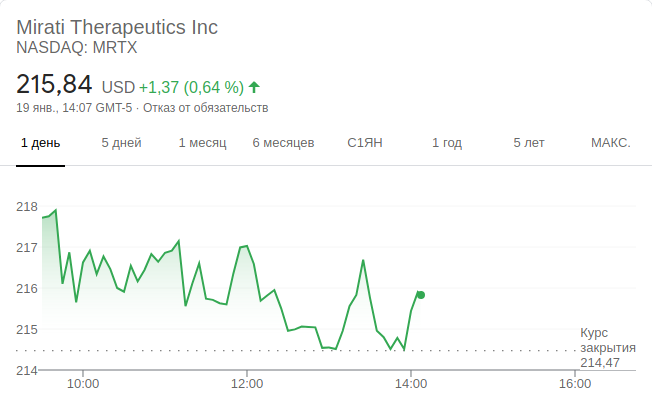 Mirati Therapeutics Inc
NASDAQ: MRTX
215,84 USD +1,37 (0,64 %)
19 янв., 14:07 GMT-5 · Отказ от обязательств
1 день 5 дней 1 месяц 6 месяцев С1ЯН 1 год 5 лет МАКС.
218
217
216
215
Курс
закрытия
214,47
214
10:00 12:00 14:00 16:00